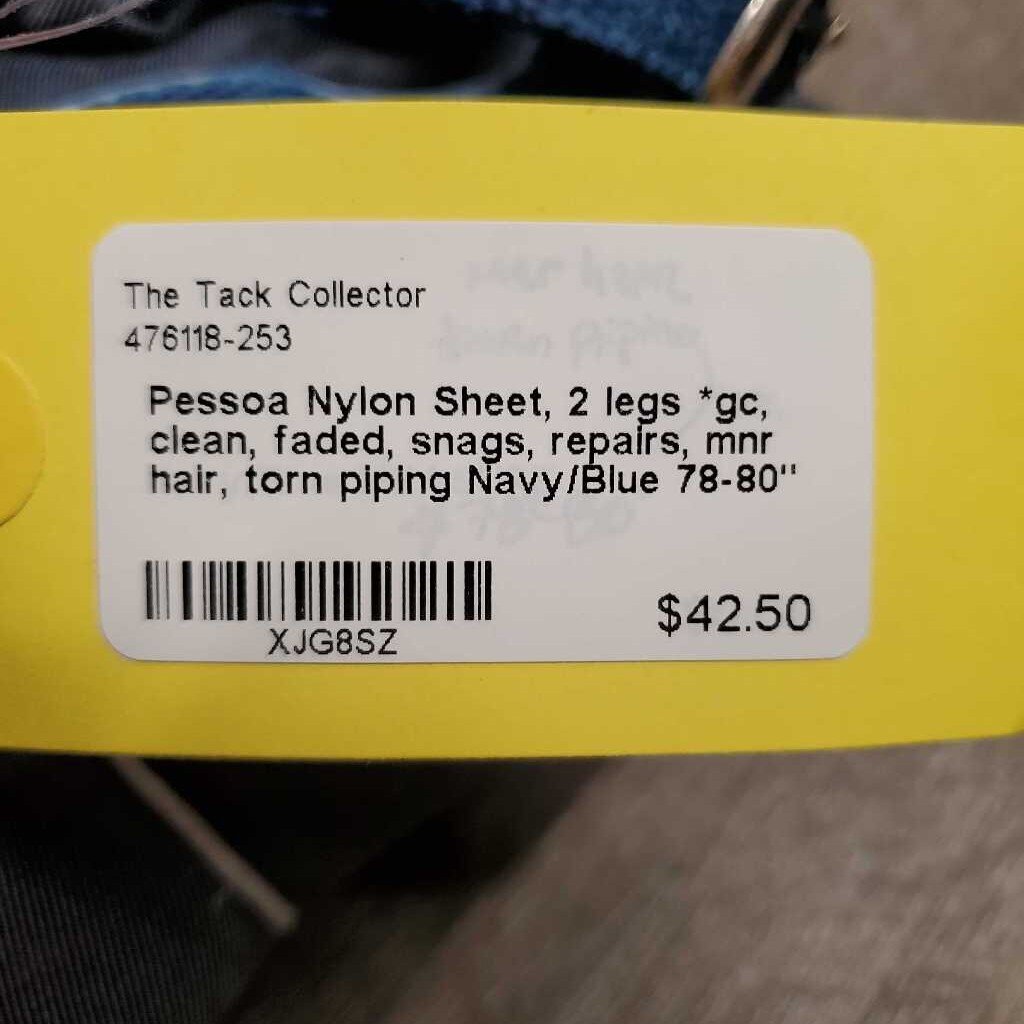 The Tack Collector
476118-253
Pessoa Nylon Sheet, 2 legs *gc,
clean, faded, snags, repairs, mnr
hair, torn piping Navy/Blue 78-80"
XJG8SZ
$42.50